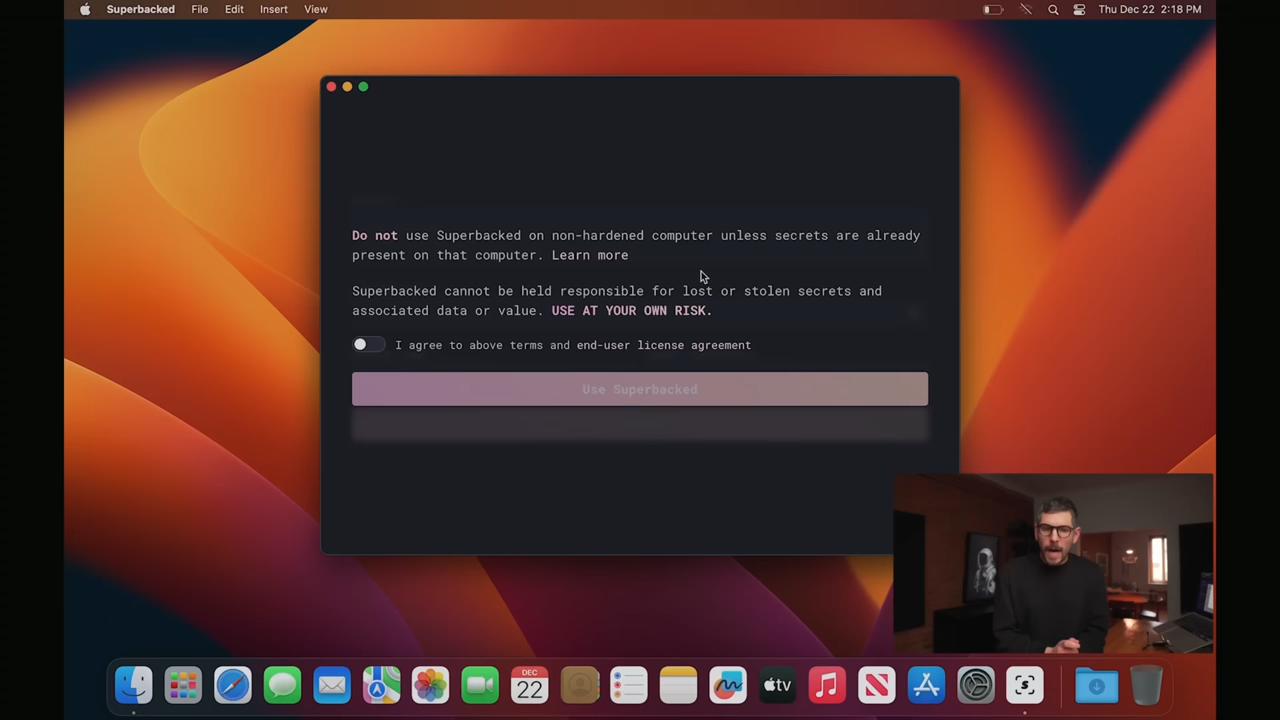 Superbacked File Edit Insert View Thu Dec 22 2:18 PM
Do not use Superbacked on non-hardened computer unless secrets are already
present on that computer. Learn more
Superbacked cannot be held responsible for lost or stolen secrets and
associated data or value. USE AT YOUR OWN RISK.
I agree to above terms and end-user license agreement
Use Superbacked
DEC
22
tv